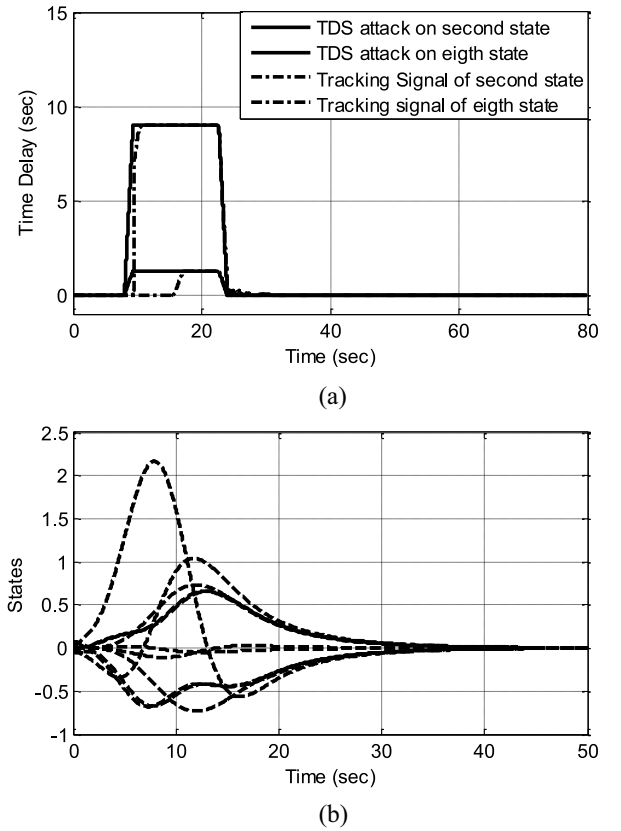 15
TDS attack on second state
TDS attack on eigth state
Tracking Signal of second state
Tracking signal of eigth state
10
5
0
Time Delay (sec)
0 20 40 60 80
Time (sec)
(a)
2.5
2
1.5
1
0.5
0
-0.5
-1
States
0 10 20 30 40 50
Time (sec)
(b)